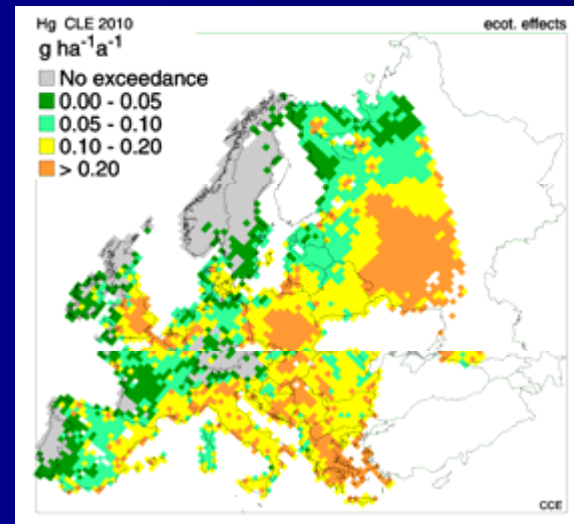 Hg CLE 2010
ecot. effects
g ha⁻¹a⁻¹
No exceedance
0.00 - 0.05
0.05 - 0.10
0.10 - 0.20
> 0.20
CCE